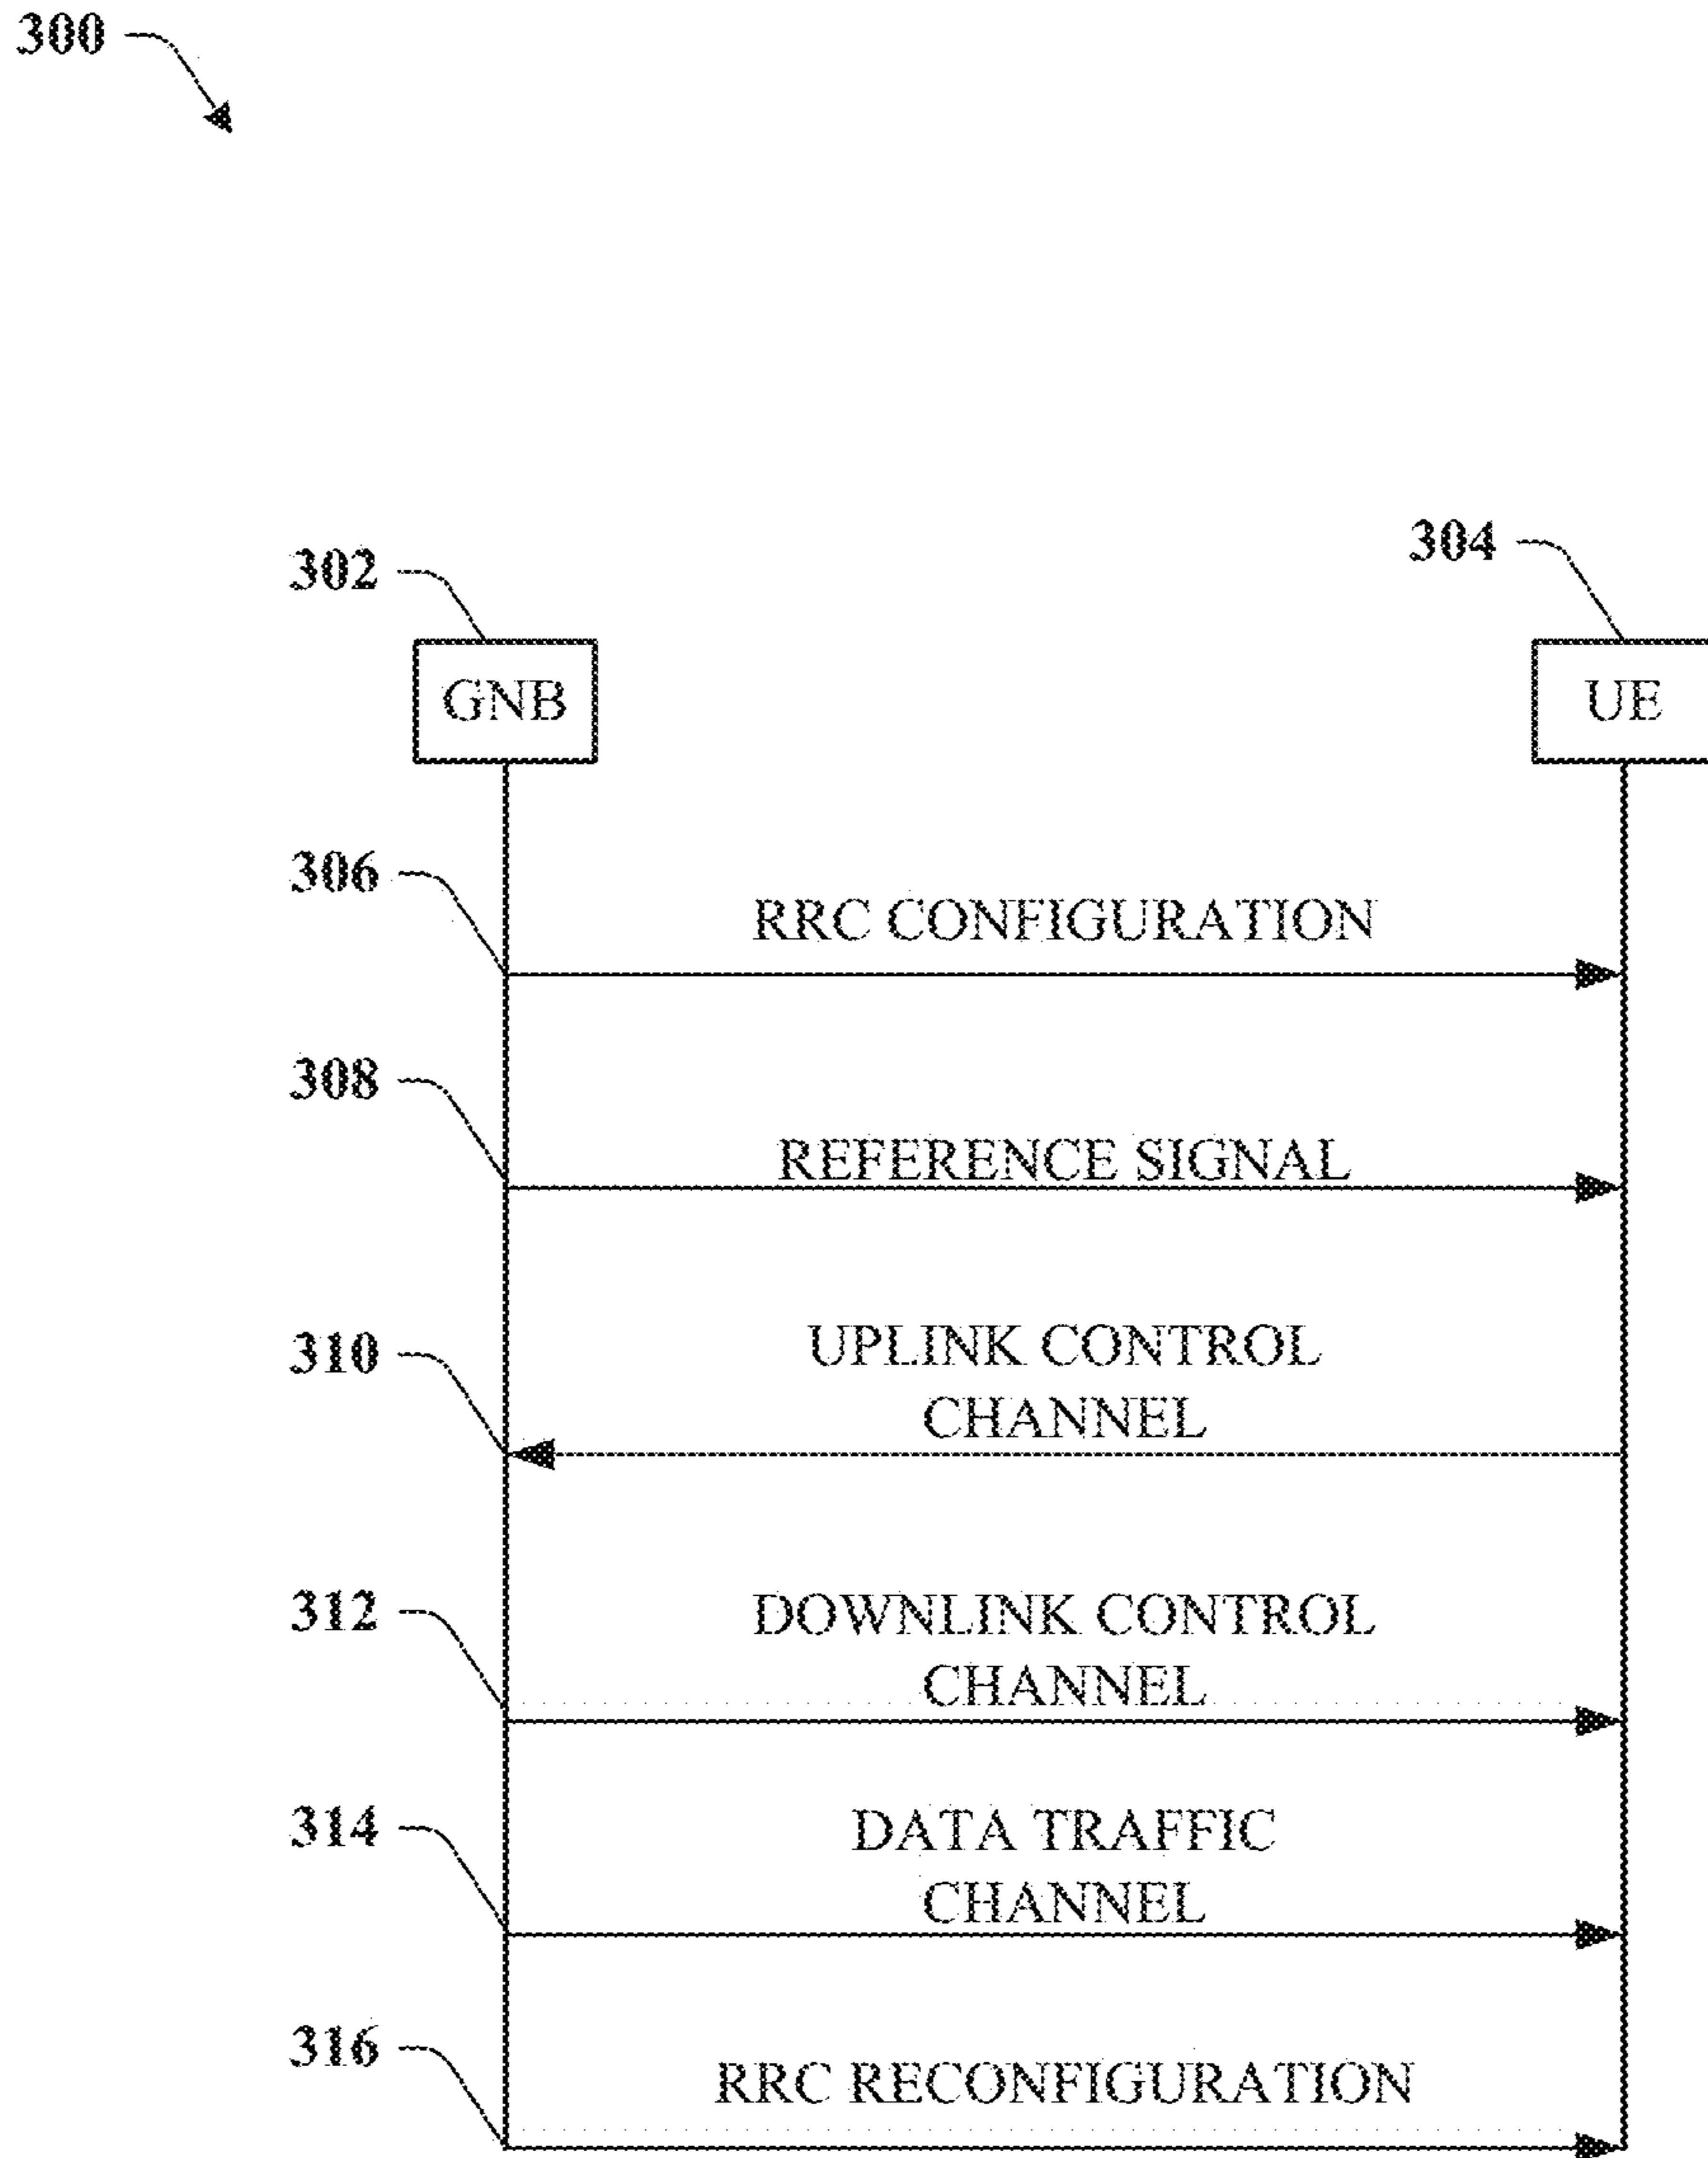 300
302
304
GNB
UE
306
RRC CONFIGURATION
308
REFERENCE SIGNAL
310
UPLINK CONTROL
CHANNEL
312
DOWNLINK CONTROL
CHANNEL
314
DATA TRAFFIC
CHANNEL
316
RRC RECONFIGURATION